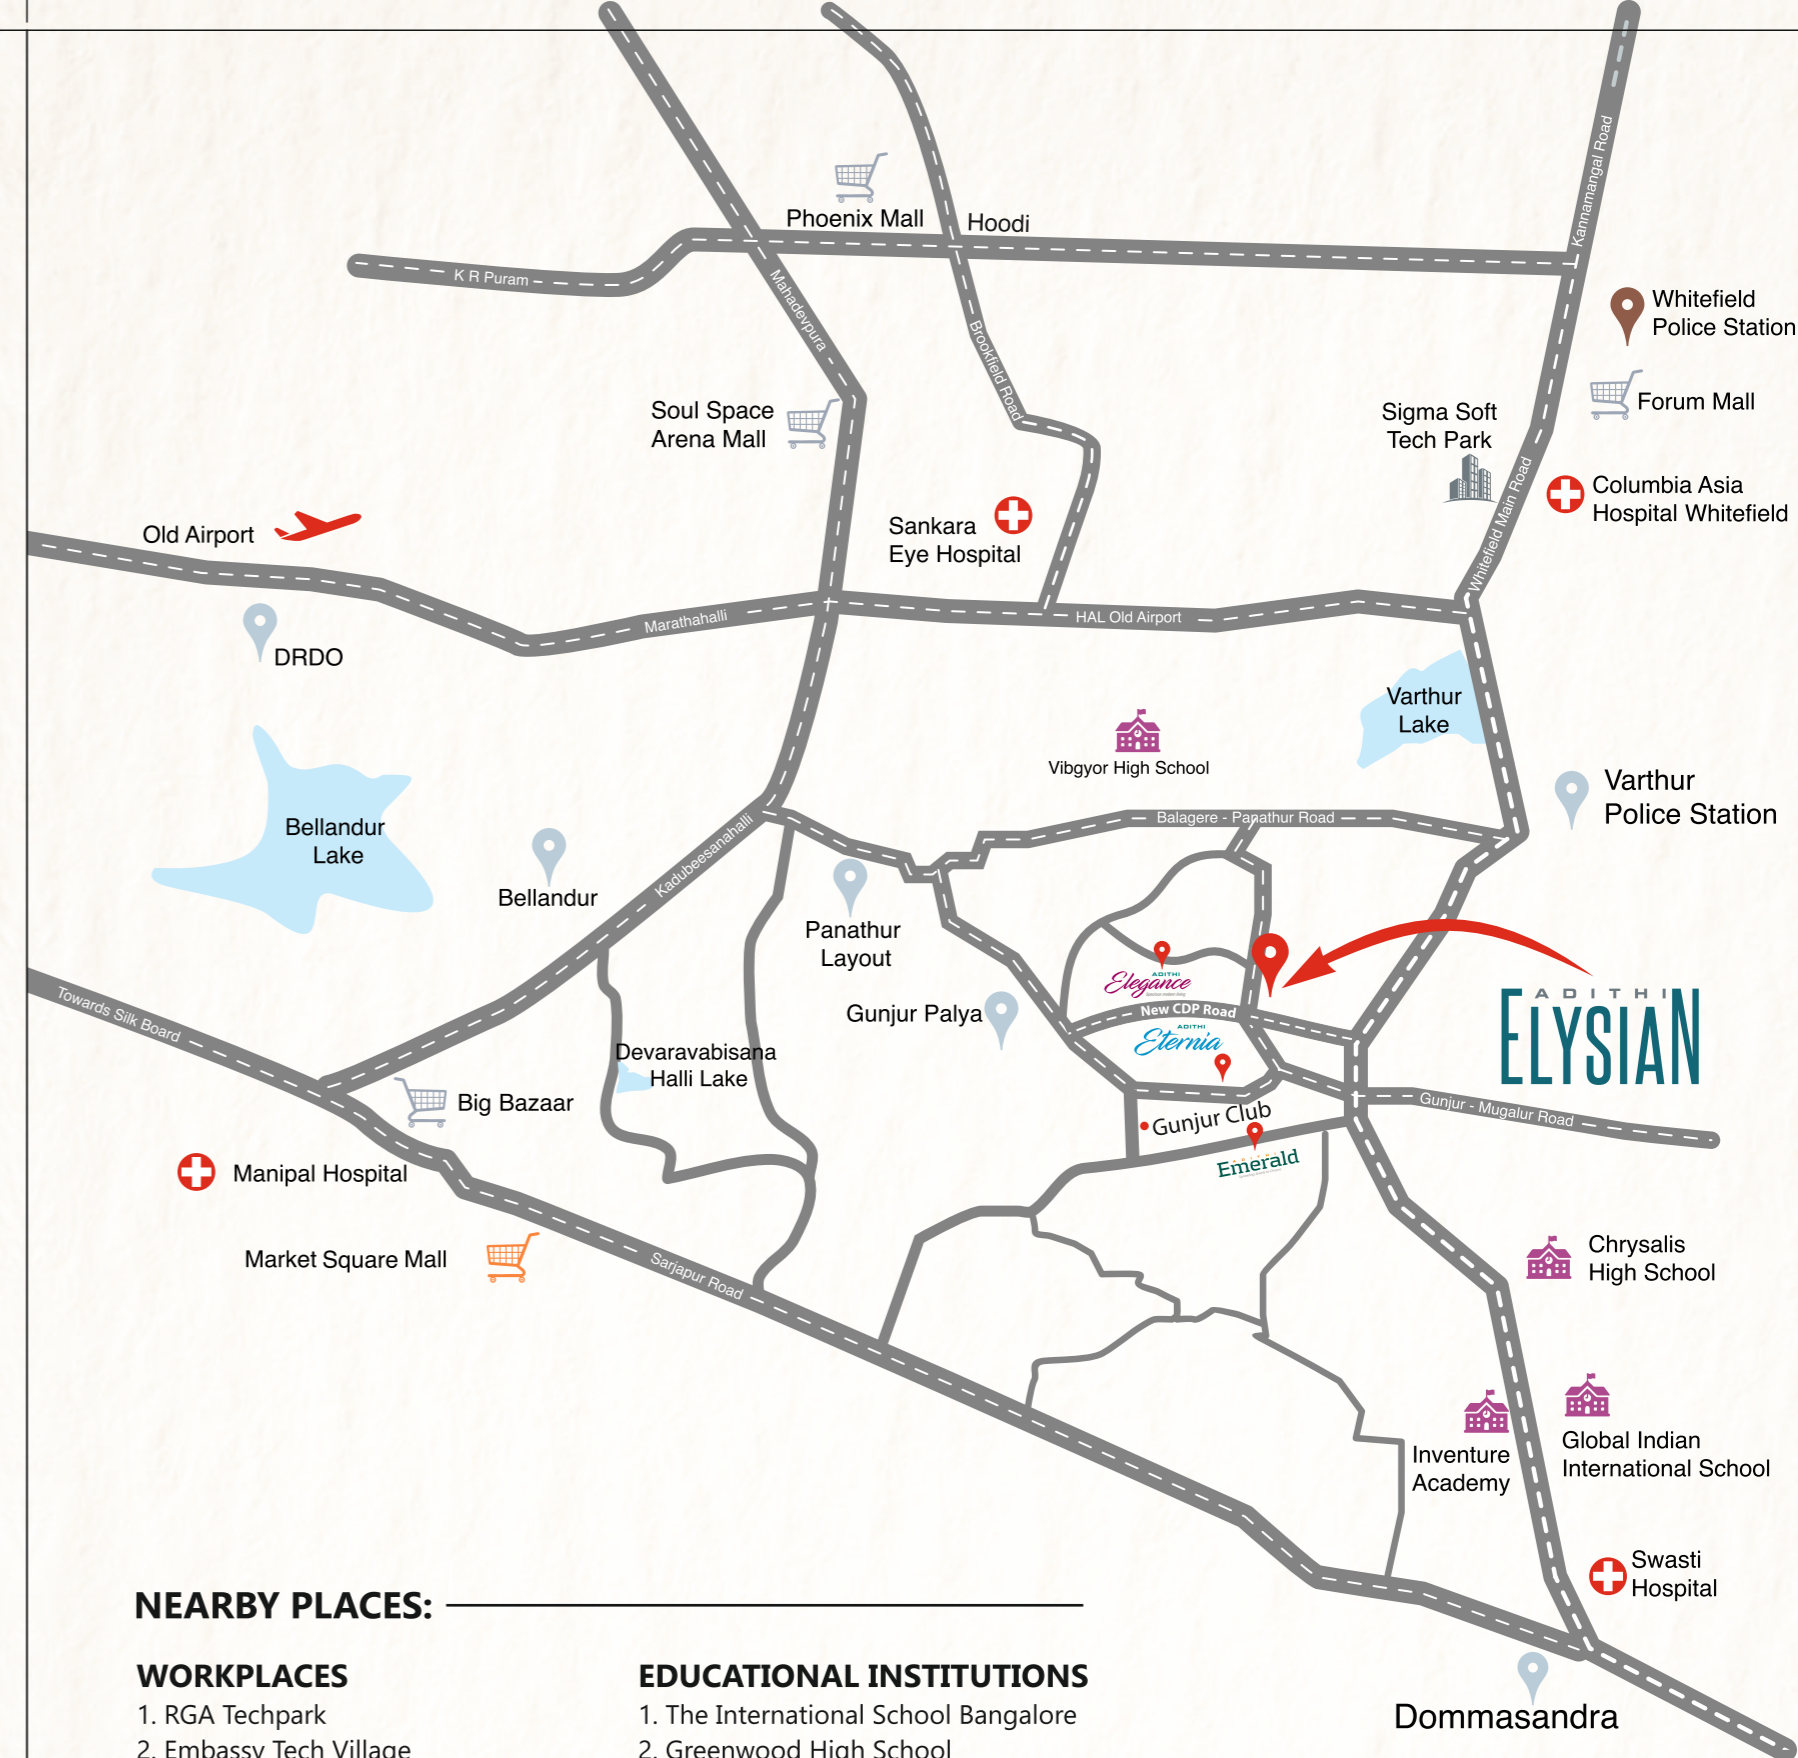 Kannamangal Road
Phoenix Mall
Hoodi
K R Puram
Mahadevpura
Whitefield
Police Station
Brookfield Road
Forum Mall
Soul Space
Arena Mall
Sigma Soft
Tech Park
Columbia Asia
Hospital Whitefield
Whitefield Main Road
Old Airport
Sankara
Eye Hospital
Marathahalli
HAL Old Airport
DRDO
Varthur
Lake
Vibgyor High School
Varthur
Police Station
Balagere - Panathur Road
Bellandur
Lake
Kadubeesanahalli
Bellandur
Panathur
Layout
ADITHI
Elegance
ADITHI
ELYSIAN
Towards Silk Board
Gunjur Palya
New CDP Road
ADITHI
Eternia
Devaravabisana
Halli Lake
Big Bazaar
Gunjur - Mugalur Road
Gunjur Club
Emerald
Manipal Hospital
Market Square Mall
Sarjapur Road
Chrysalis
High School
Global Indian
International School
Inventure
Academy
Swasti
Hospital
Dommasandra
NEARBY PLACES:
WORKPLACES
1. RGA Techpark
2. Embassy Tech Village
EDUCATIONAL INSTITUTIONS
1. The International School Bangalore
2. Greenwood High School